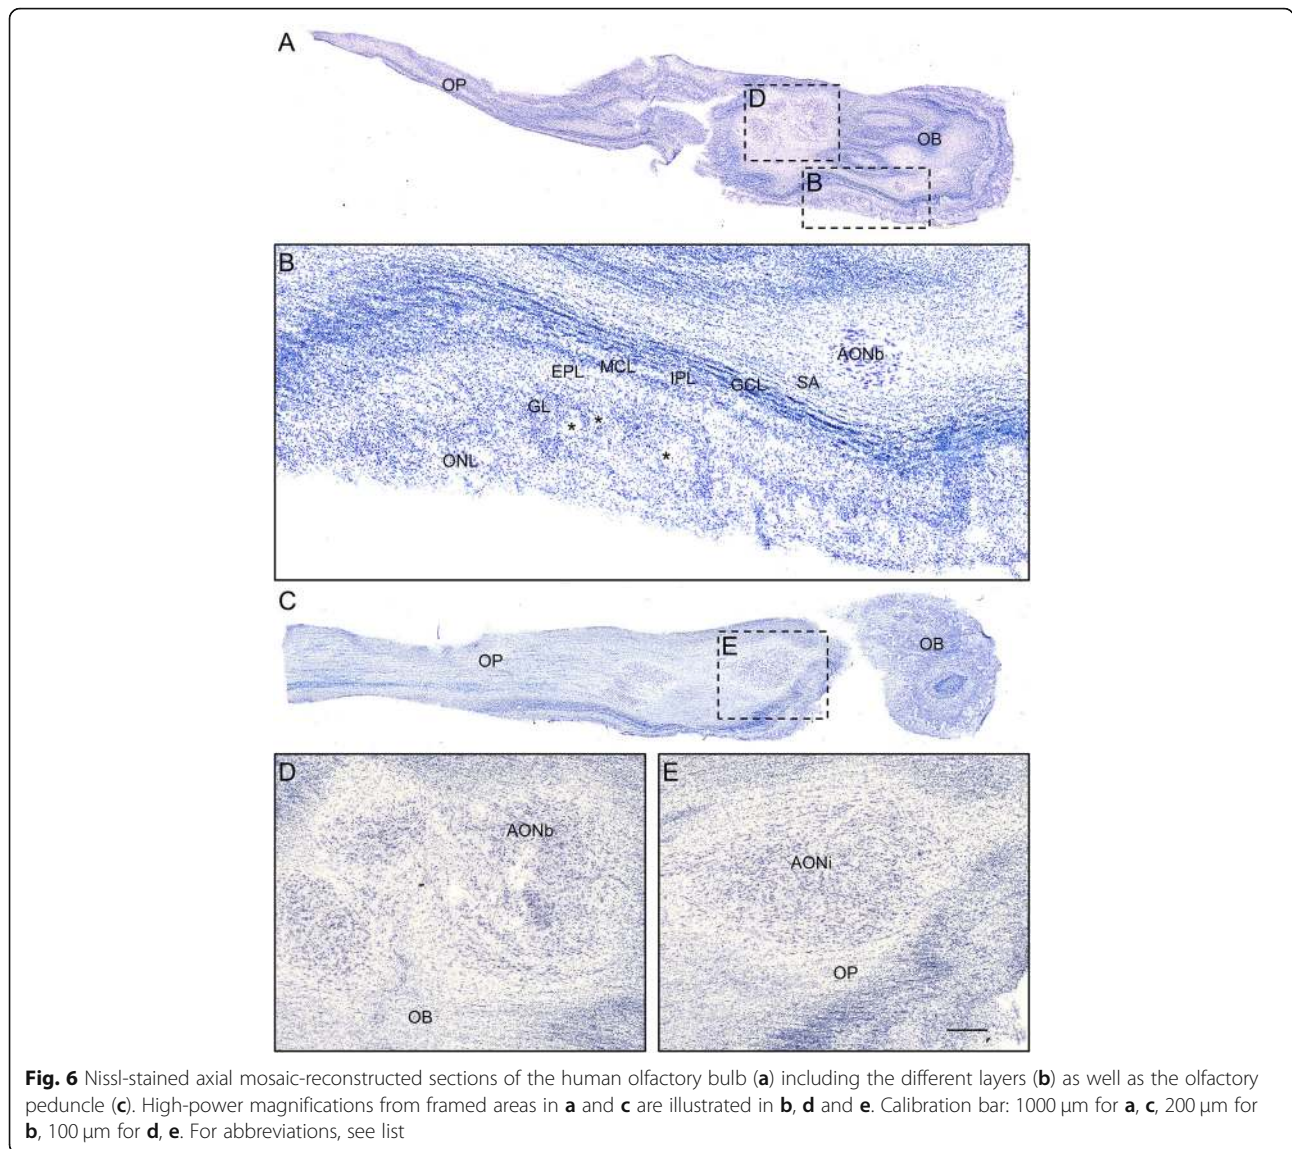 A
OP
D
OB
B
B
AONb
EPL MCL IPL GCL SA
GL
* * *
ONL
C
OP
E
OB
D
AONb
OB
E
AONi
OP
Fig. 6 Nissl-stained axial mosaic-reconstructed sections of the human olfactory bulb (a) including the different layers (b) as well as the olfactory
peduncle (c). High-power magnifications from framed areas in a and c are illustrated in b, d and e. Calibration bar: 1000 μm for a, c, 200 μm for
b, 100 μm for d, e. For abbreviations, see list